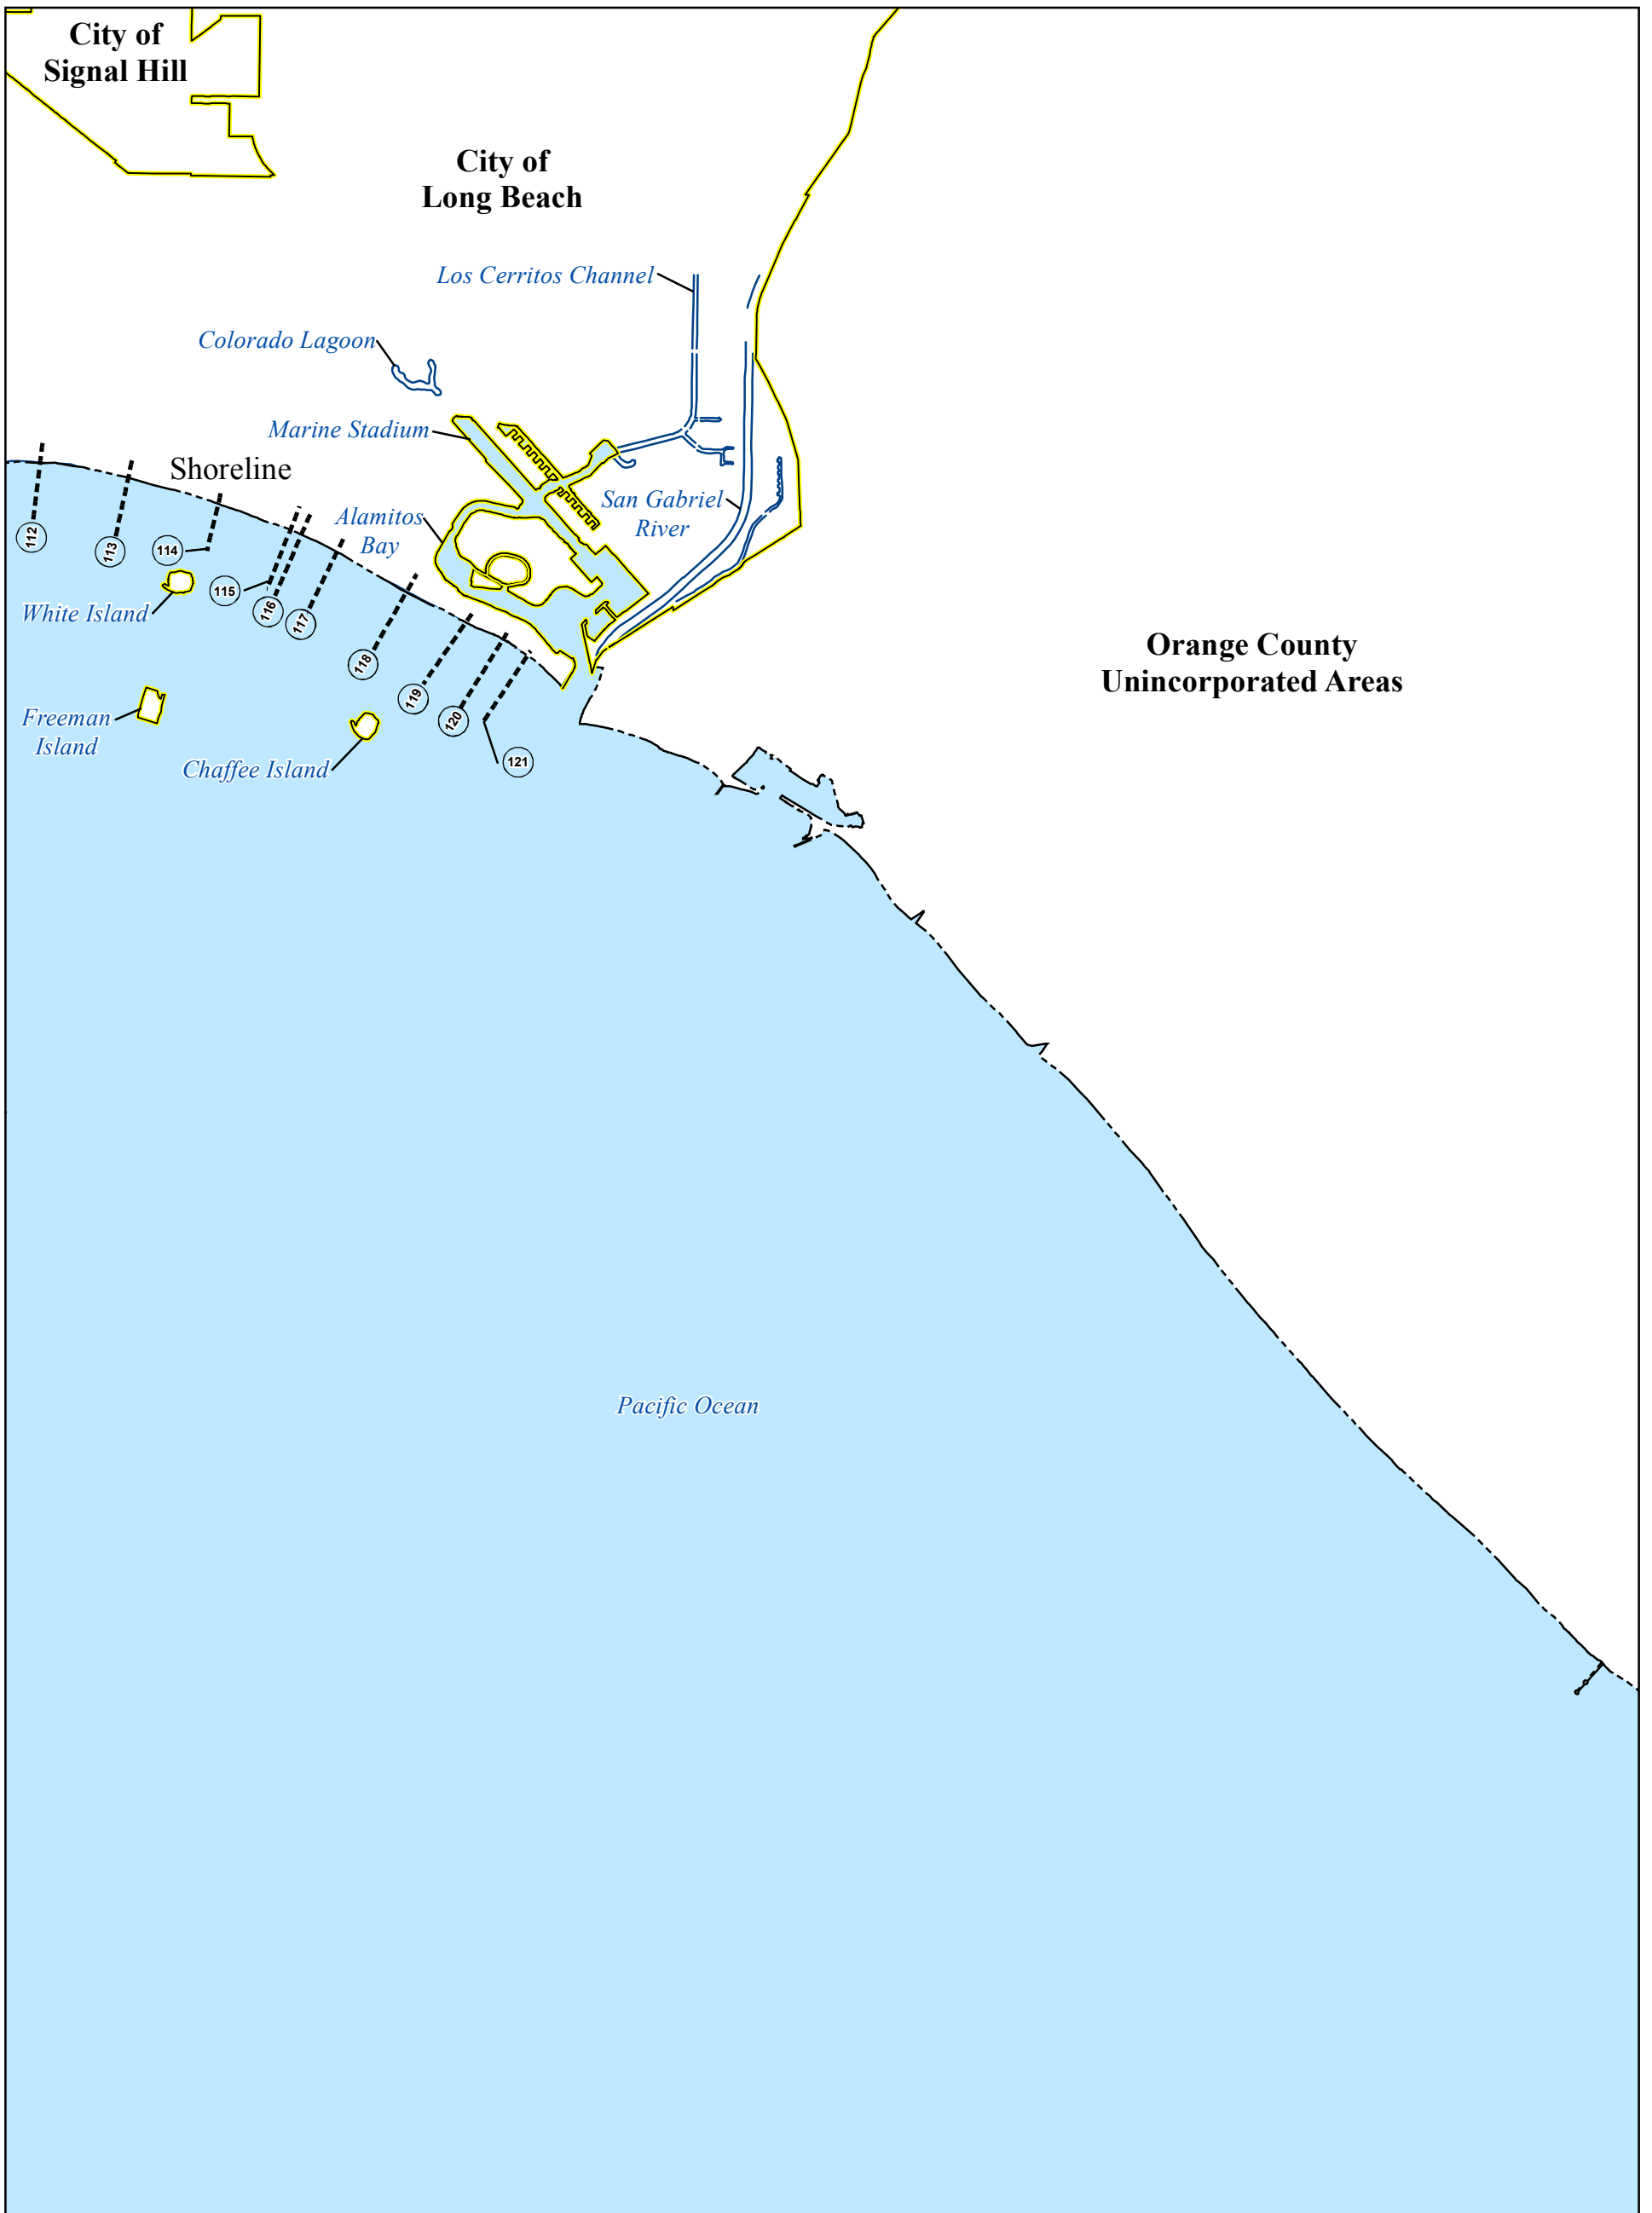 City of
Signal Hill
City of
Long Beach
Los Cerritos Channel
Colorado Lagoon
Marine Stadium
Shoreline
San Gabriel
River
Alamitos
Bay
112
113
114
115
116
117
118
119
120
121
White Island
Freeman
Island
Chaffee Island
Orange County
Unincorporated Areas
Pacific Ocean